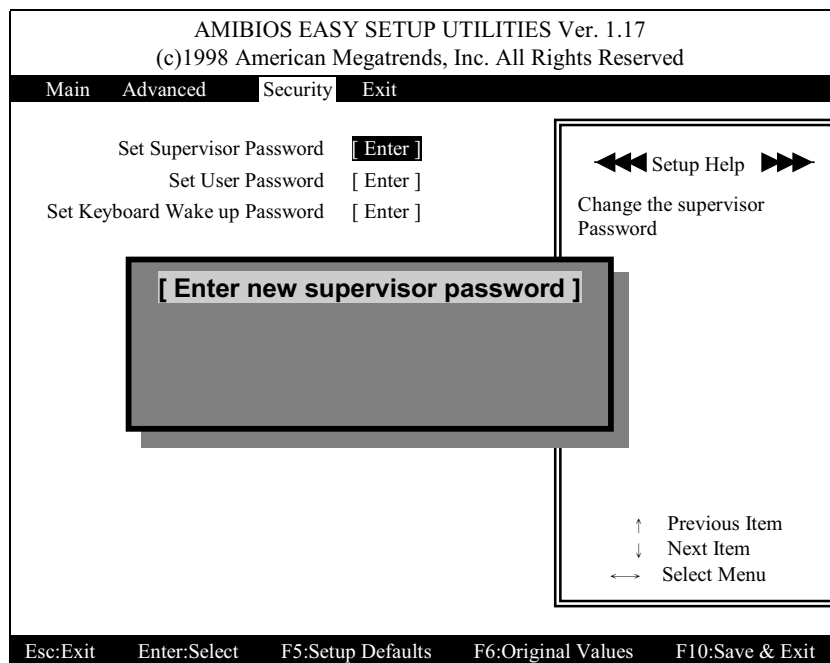 AMIBIOS EASY SETUP UTILITIES Ver. 1.17
(c)1998 American Megatrends, Inc. All Rights Reserved
Main Advanced Security Exit
Set Supervisor Password [ Enter ]
Set User Password [ Enter ]
Set Keyboard Wake up Password [ Enter ]
Setup Help
Change the supervisor
Password
[ Enter new supervisor password ]
↑ Previous Item
↓ Next Item
←→ Select Menu
Esc:Exit Enter:Select F5:Setup Defaults F6:Original Values F10:Save & Exit